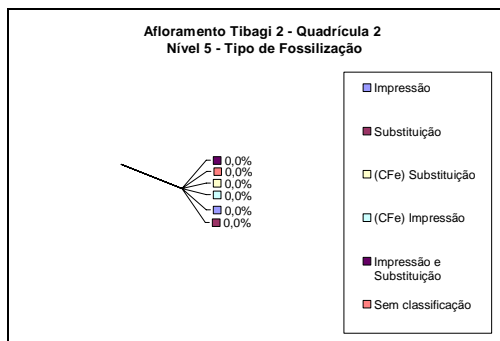 Afloramento Tibagi 2 - Quadrícula 2
Nível 5 - Tipo de Fossilização
0,0%
0,0%
0,0%
0,0%
0,0%
0,0%
Impressão
Substituição
(CFe) Substituição
(CFe) Impressão
Impressão e
Substituição
Sem classificação